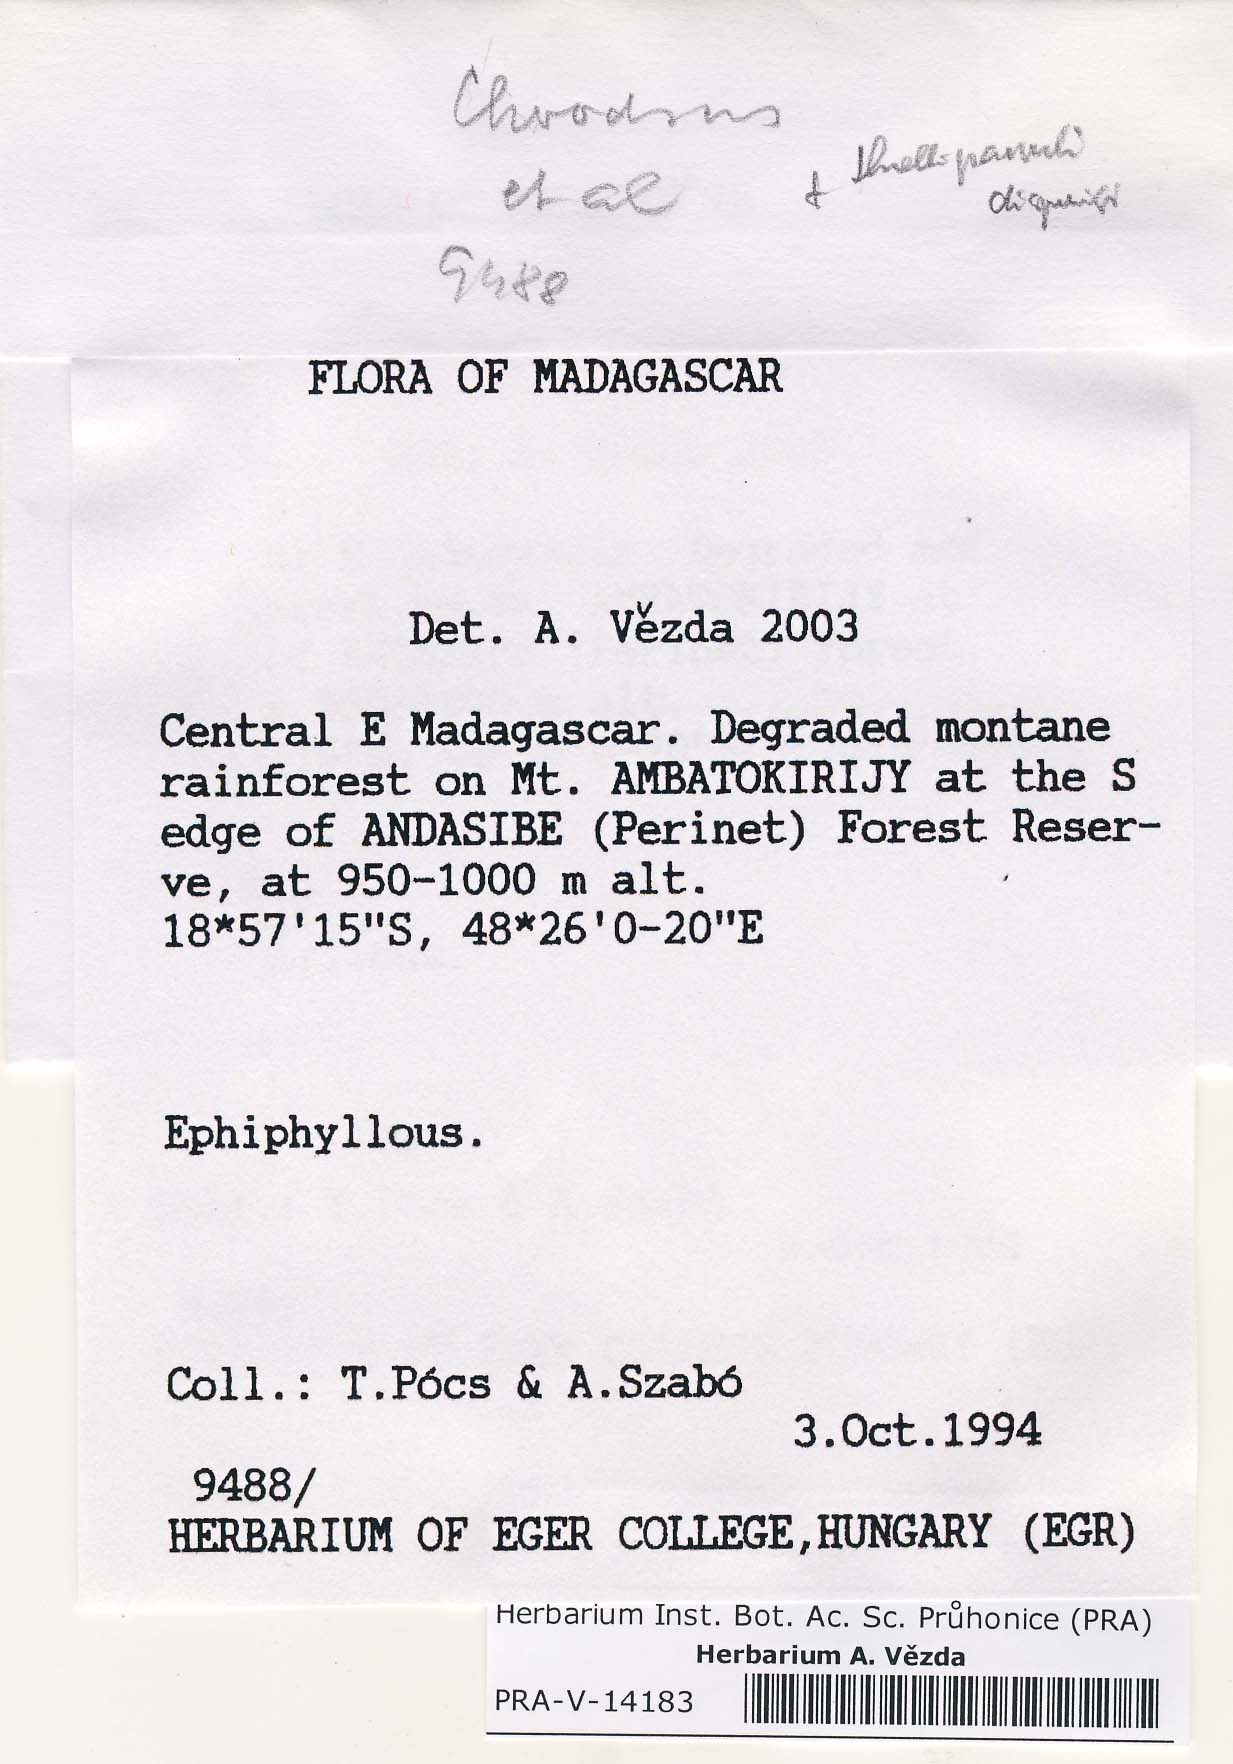 et al
9488
FLORA OF MADAGASCAR
Det. A. Vězda 2003
Central E Madagascar. Degraded montane
rainforest on Mt. AMBATOKIRIJY at the S
edge of ANDASIBE (Perinet) Forest Reser-
ve, at 950-1000 m alt.
18*57'15"S, 48*26'0-20"E
Ephiphyllous.
Coll.: T.Pócs & A.Szabó
3.Oct.1994
9488/
HERBARIUM OF EGER COLLEGE,HUNGARY (EGR)
Herbarium Inst. Bot. Ac. Sc. Průhonice (PRA)
Herbarium A. Vězda
PRA-V-14183